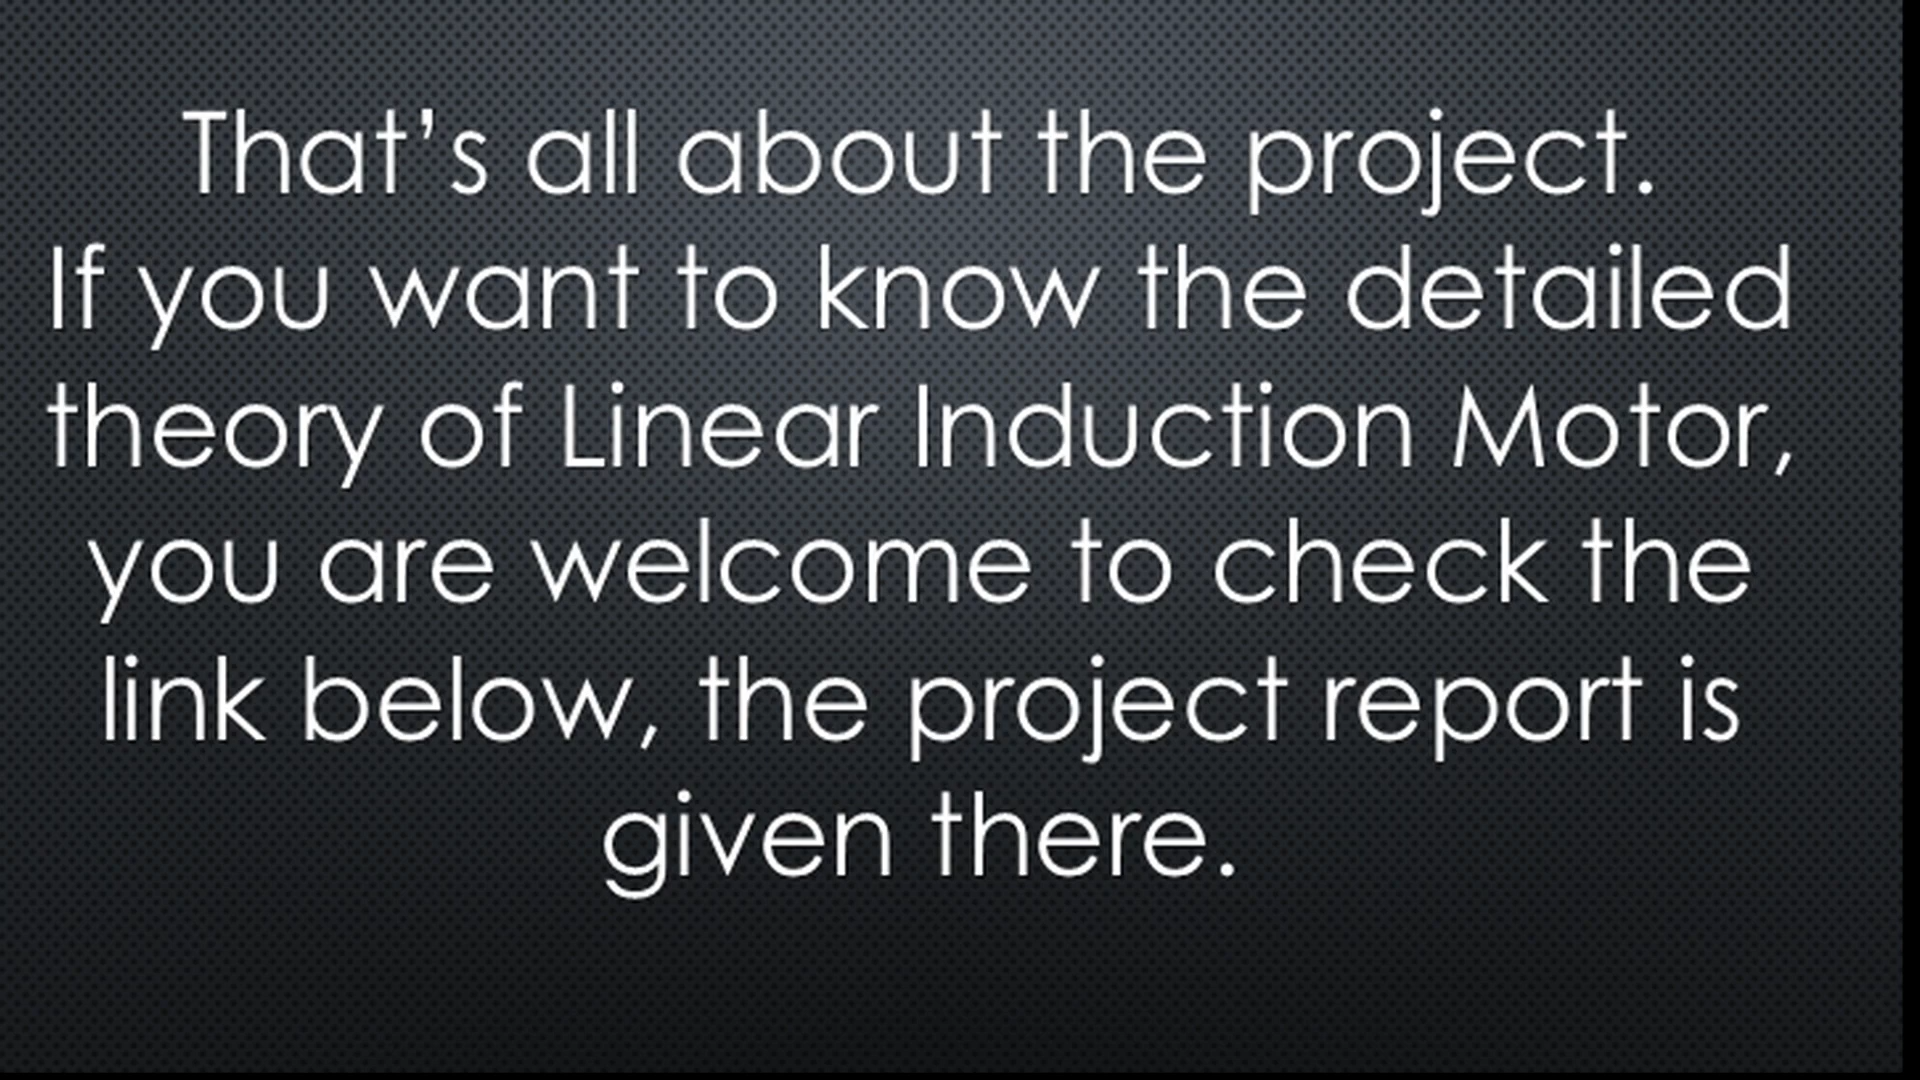 That’s all about the project.
If you want to know the detailed
theory of Linear Induction Motor,
you are welcome to check the
link below, the project report is
given there.